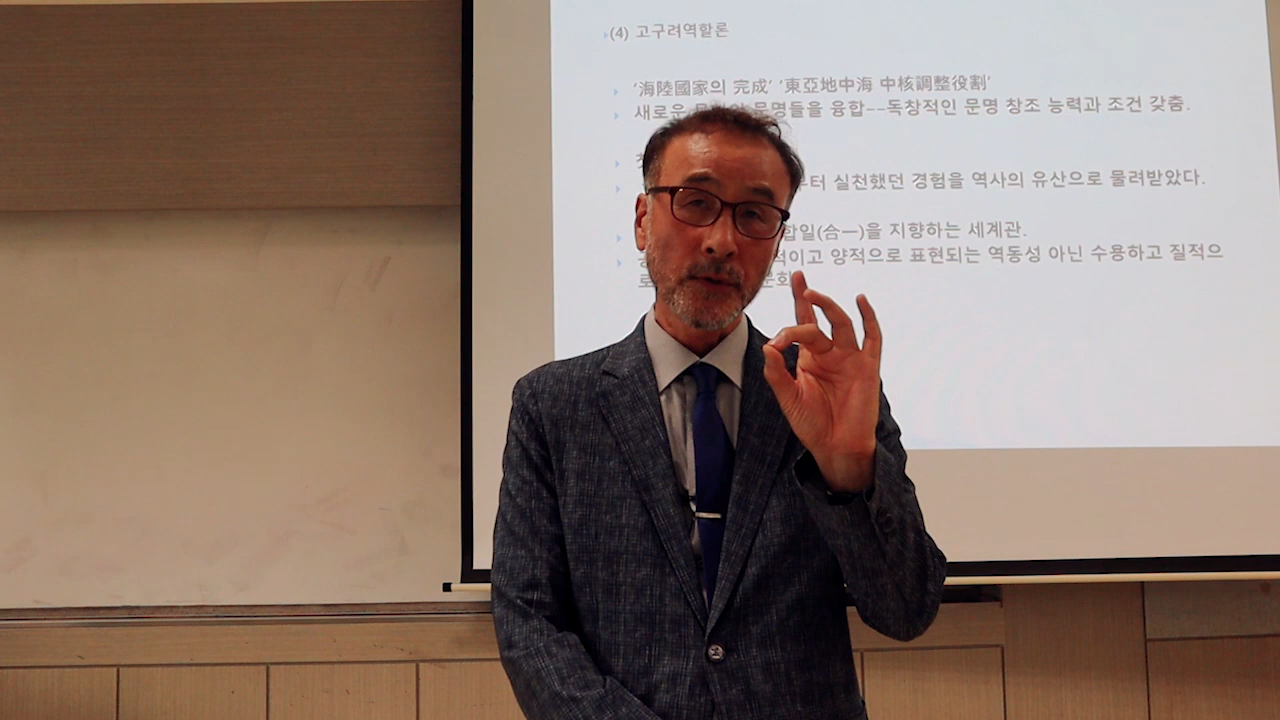 (4) 고구려역할론
‘海陸國家의 完成’ ‘東亞地中海 中核調整役割’
새로운 문명들을 융합--독창적인 문명 창조 능력과 조건 갖춤.
실천했던 경험을 역사의 유산으로 물려받았다.
합일(合一)을 지향하는 세계관.
양적으로 표현되는 역동성 아닌 수용하고 질적으
로